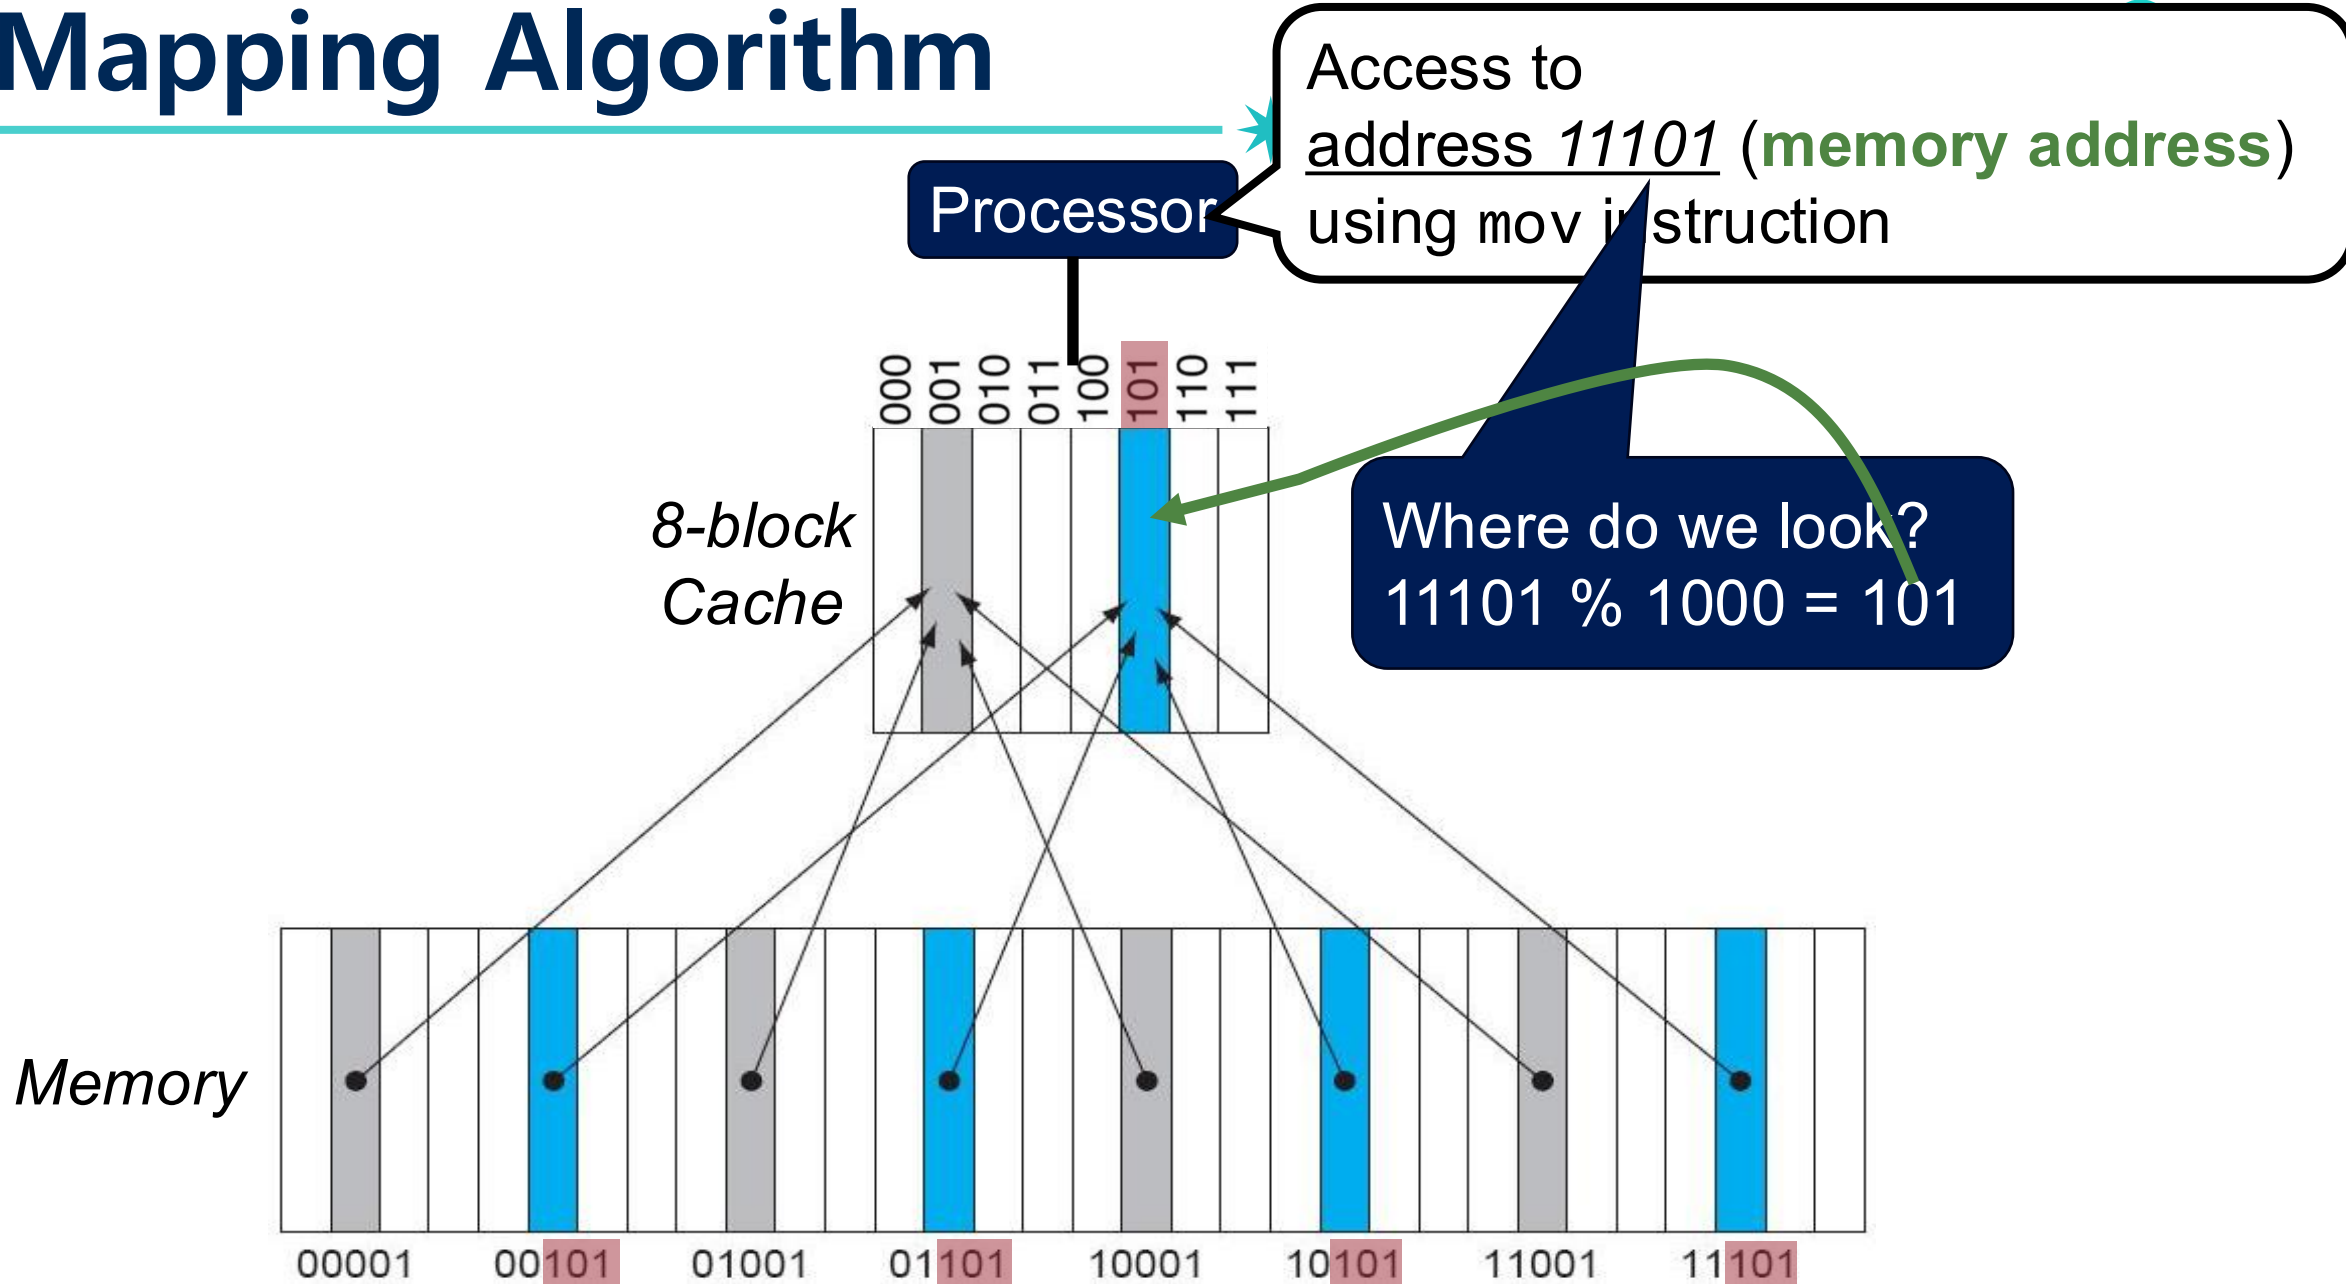 Mapping Algorithm
Access to
address 11101 (memory address)
using mov instruction
Processor
000
001
010
011
100
101
110
111
8-block
Cache
Where do we look?
11101 % 1000 = 101
Memory
00001
00101
01001
01101
10001
10101
11001
11101